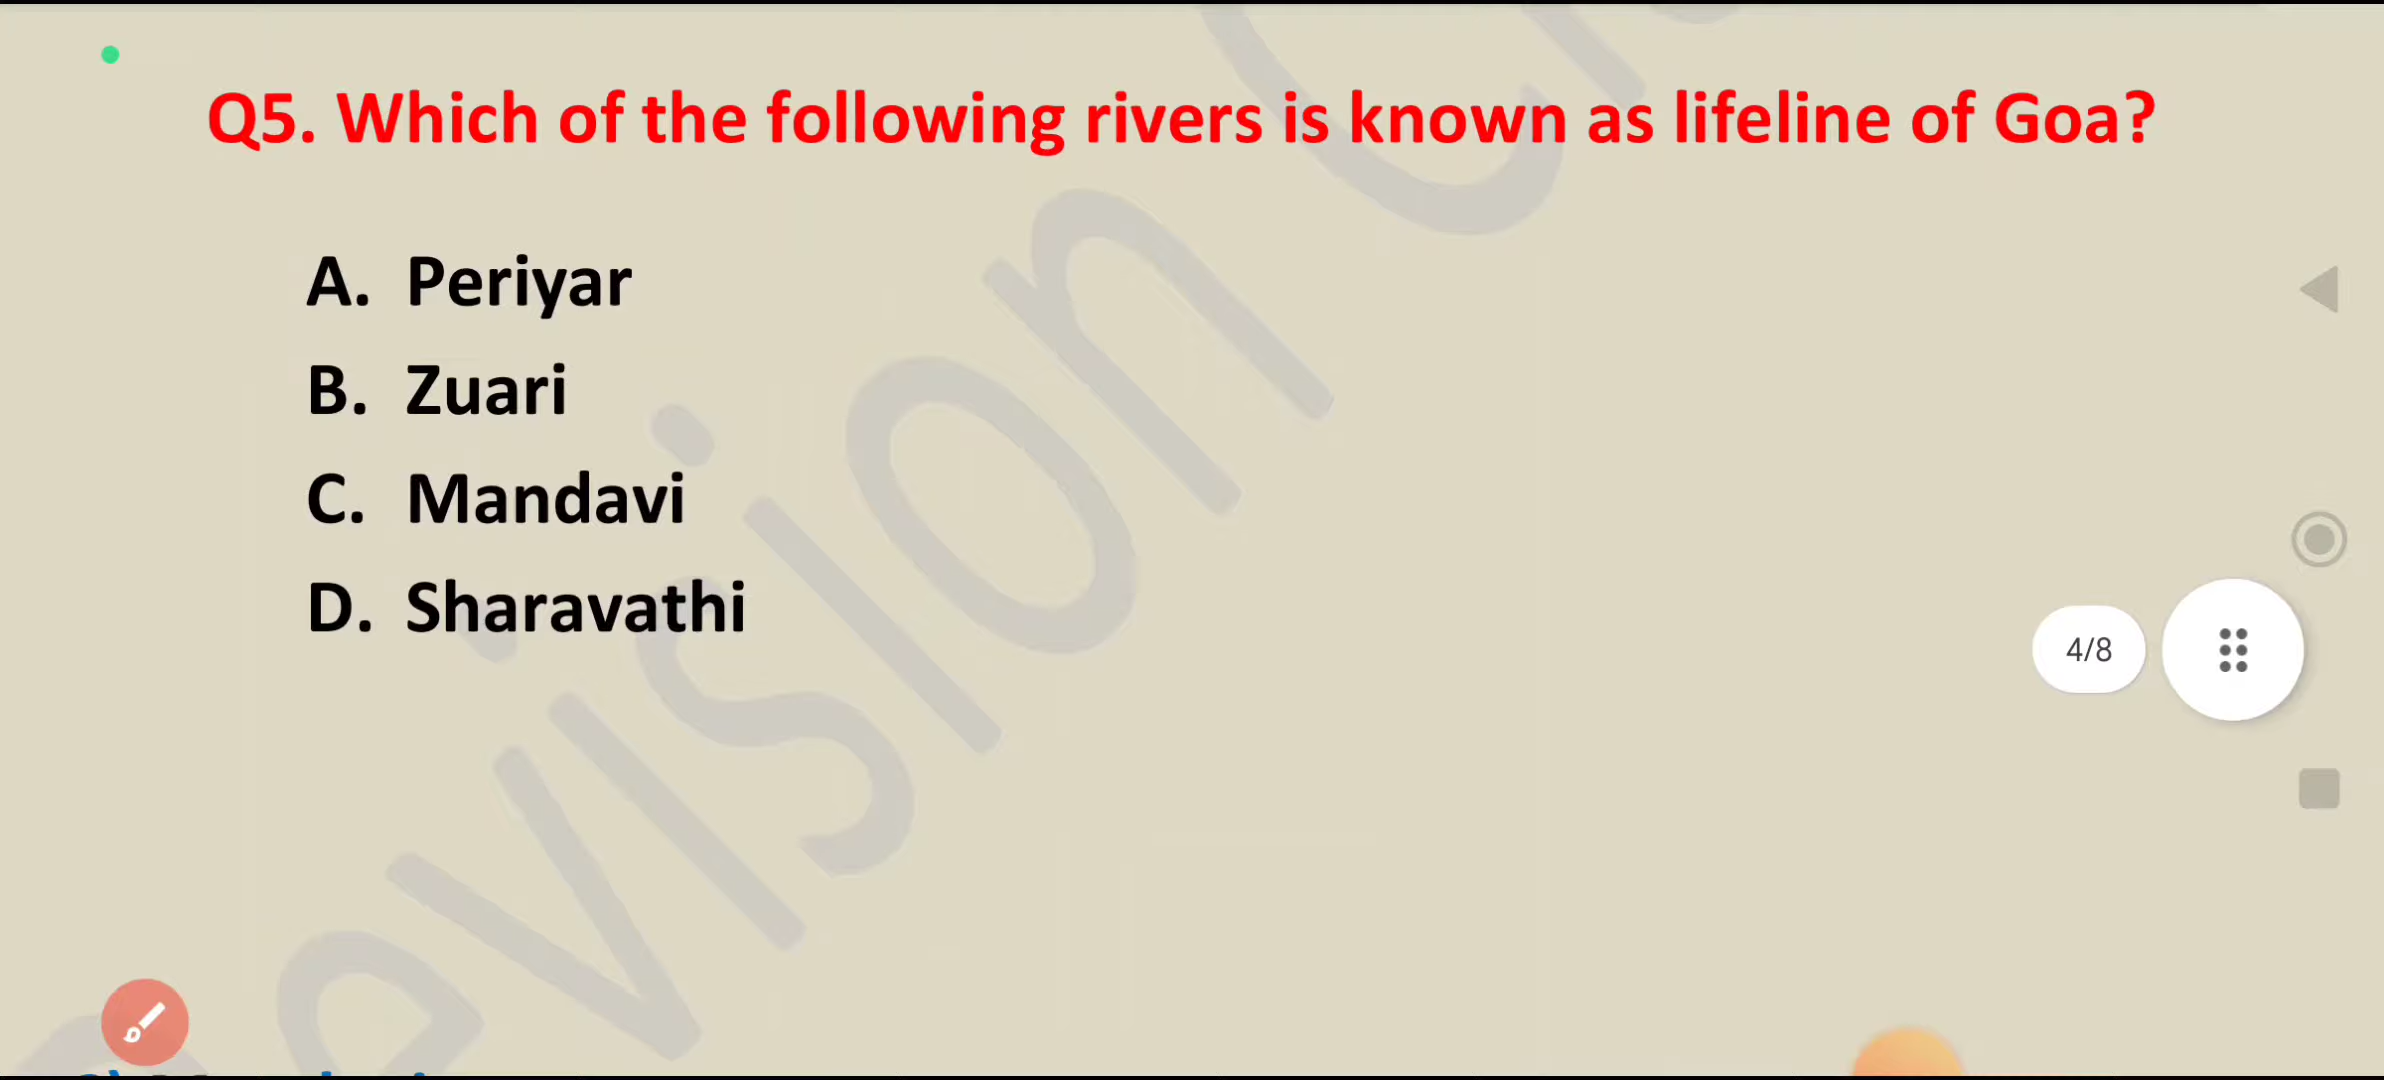 Q5. Which of the following rivers is known as lifeline of Goa?
A. Periyar
B. Zuari
C. Mandavi
D. Sharavathi
4/8